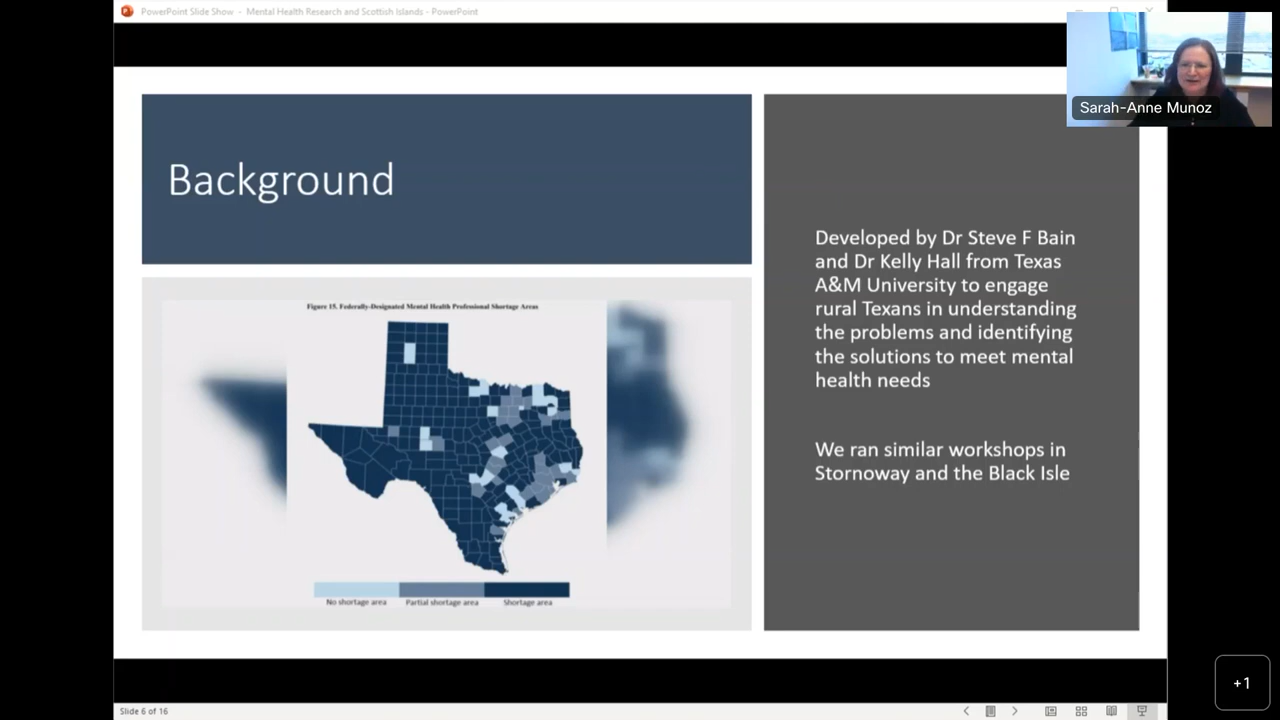 PowerPoint Slide Show - Mental Health Research and Scottish Islands - PowerPoint
Sarah-Anne Munoz
Background
Figure 15. Federally-Designated Mental Health Professional Shortage Areas
No shortage area
Partial shortage area
Shortage area
Developed by Dr Steve F Bain
and Dr Kelly Hall from Texas
A&M University to engage
rural Texans in understanding
the problems and identifying
the solutions to meet mental
health needs
We ran similar workshops in
Stornoway and the Black Isle
Slide 6 of 16
+1